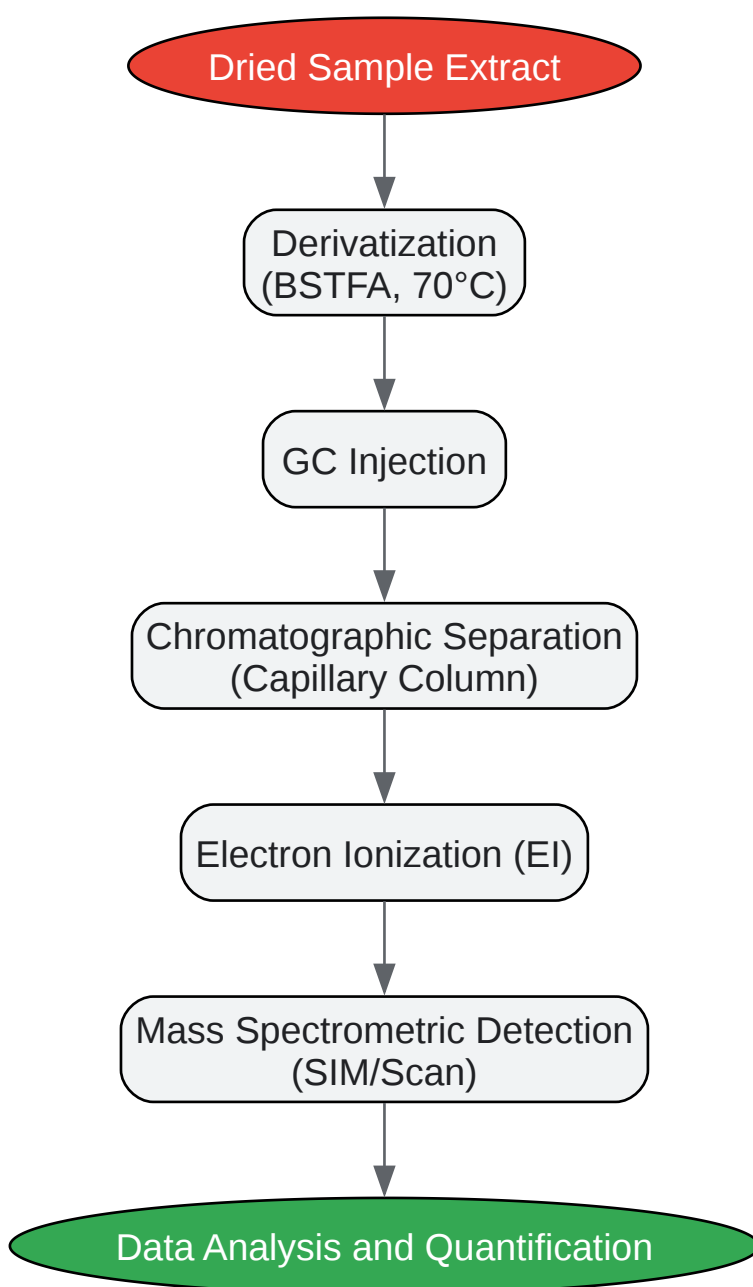 Dried Sample Extract
Derivatization
(BSTFA, 70°C)
GC Injection
Chromatographic Separation
(Capillary Column)
Electron Ionization (EI)
Mass Spectrometric Detection
(SIM/Scan)
Data Analysis and Quantification